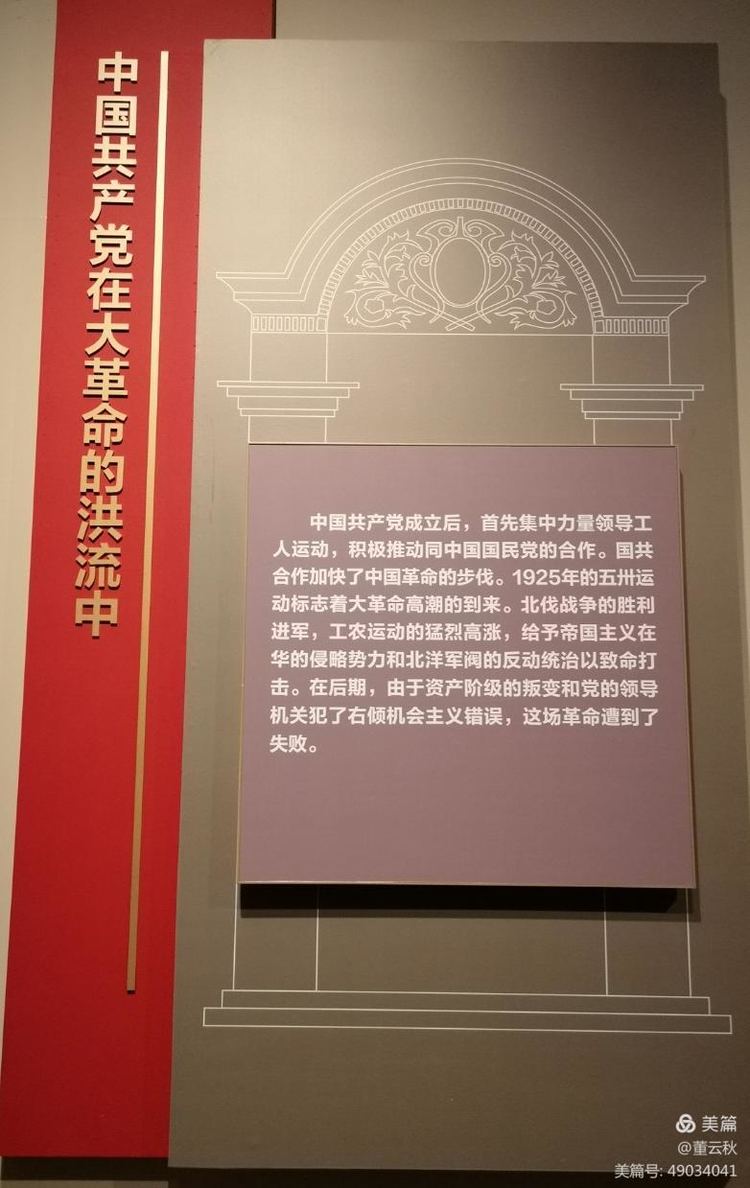 中国共产党在大革命的洪流中
中国共产党成立后，首先集中力量领导工
人运动，积极推动同中国国民党的合作。国共
合作加快了中国革命的步伐。1925年的五卅运
动标志着大革命高潮的到来。北伐战争的胜利
进军，工农运动的猛烈高涨，给予帝国主义在
华的侵略势力和北洋军阀的反动统治以致命打
击。在后期，由于资产阶级的叛变和党的领导
机关犯了右倾机会主义错误，这场革命遭到了
失败。
美篇
@董云秋
美篇号: 49034041